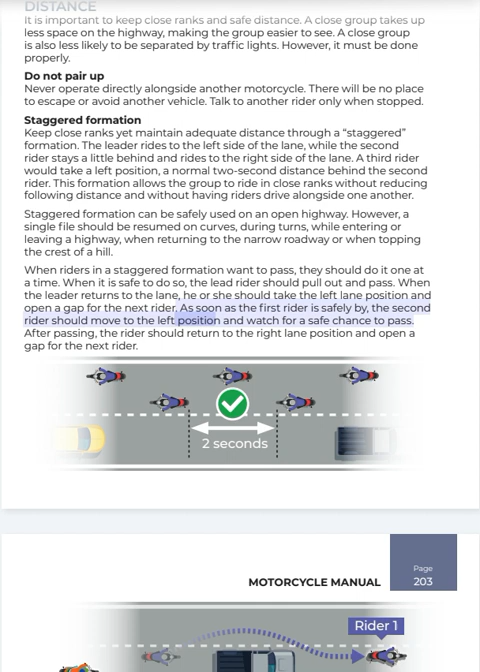 DISTANCE
It is important to keep close ranks and safe distance. A close group takes up
less space on the highway, making the group easier to see. A close group
is also less likely to be separated by traffic lights. However, it must be done
properly.
Do not pair up
Never operate directly alongside another motorcycle. There will be no place
to escape or avoid another vehicle. Talk to another rider only when stopped.
Staggered formation
Keep close ranks yet maintain adequate distance through a “staggered”
formation. The leader rides to the left side of the lane, while the second
rider stays a little behind and rides to the right side of the lane. A third rider
would take a left position, a normal two-second distance behind the second
rider. This formation allows the group to ride in close ranks without reducing
following distance and without having riders drive alongside one another.
Staggered formation can be safely used on an open highway. However, a
single file should be resumed on curves, during turns, while entering or
leaving a highway, when returning to the narrow roadway or when topping
the crest of a hill.
When riders in a staggered formation want to pass, they should do it one at
a time. When it is safe to do so, the lead rider should pull out and pass. When
the leader returns to the lane, he or she should take the left lane position and
open a gap for the next rider. As soon as the first rider is safely by, the second
rider should move to the left position and watch for a safe chance to pass.
After passing, the rider should return to the right lane position and open a
gap for the next rider.
2 seconds
Page
MOTORCYCLE MANUAL 203
Rider 1